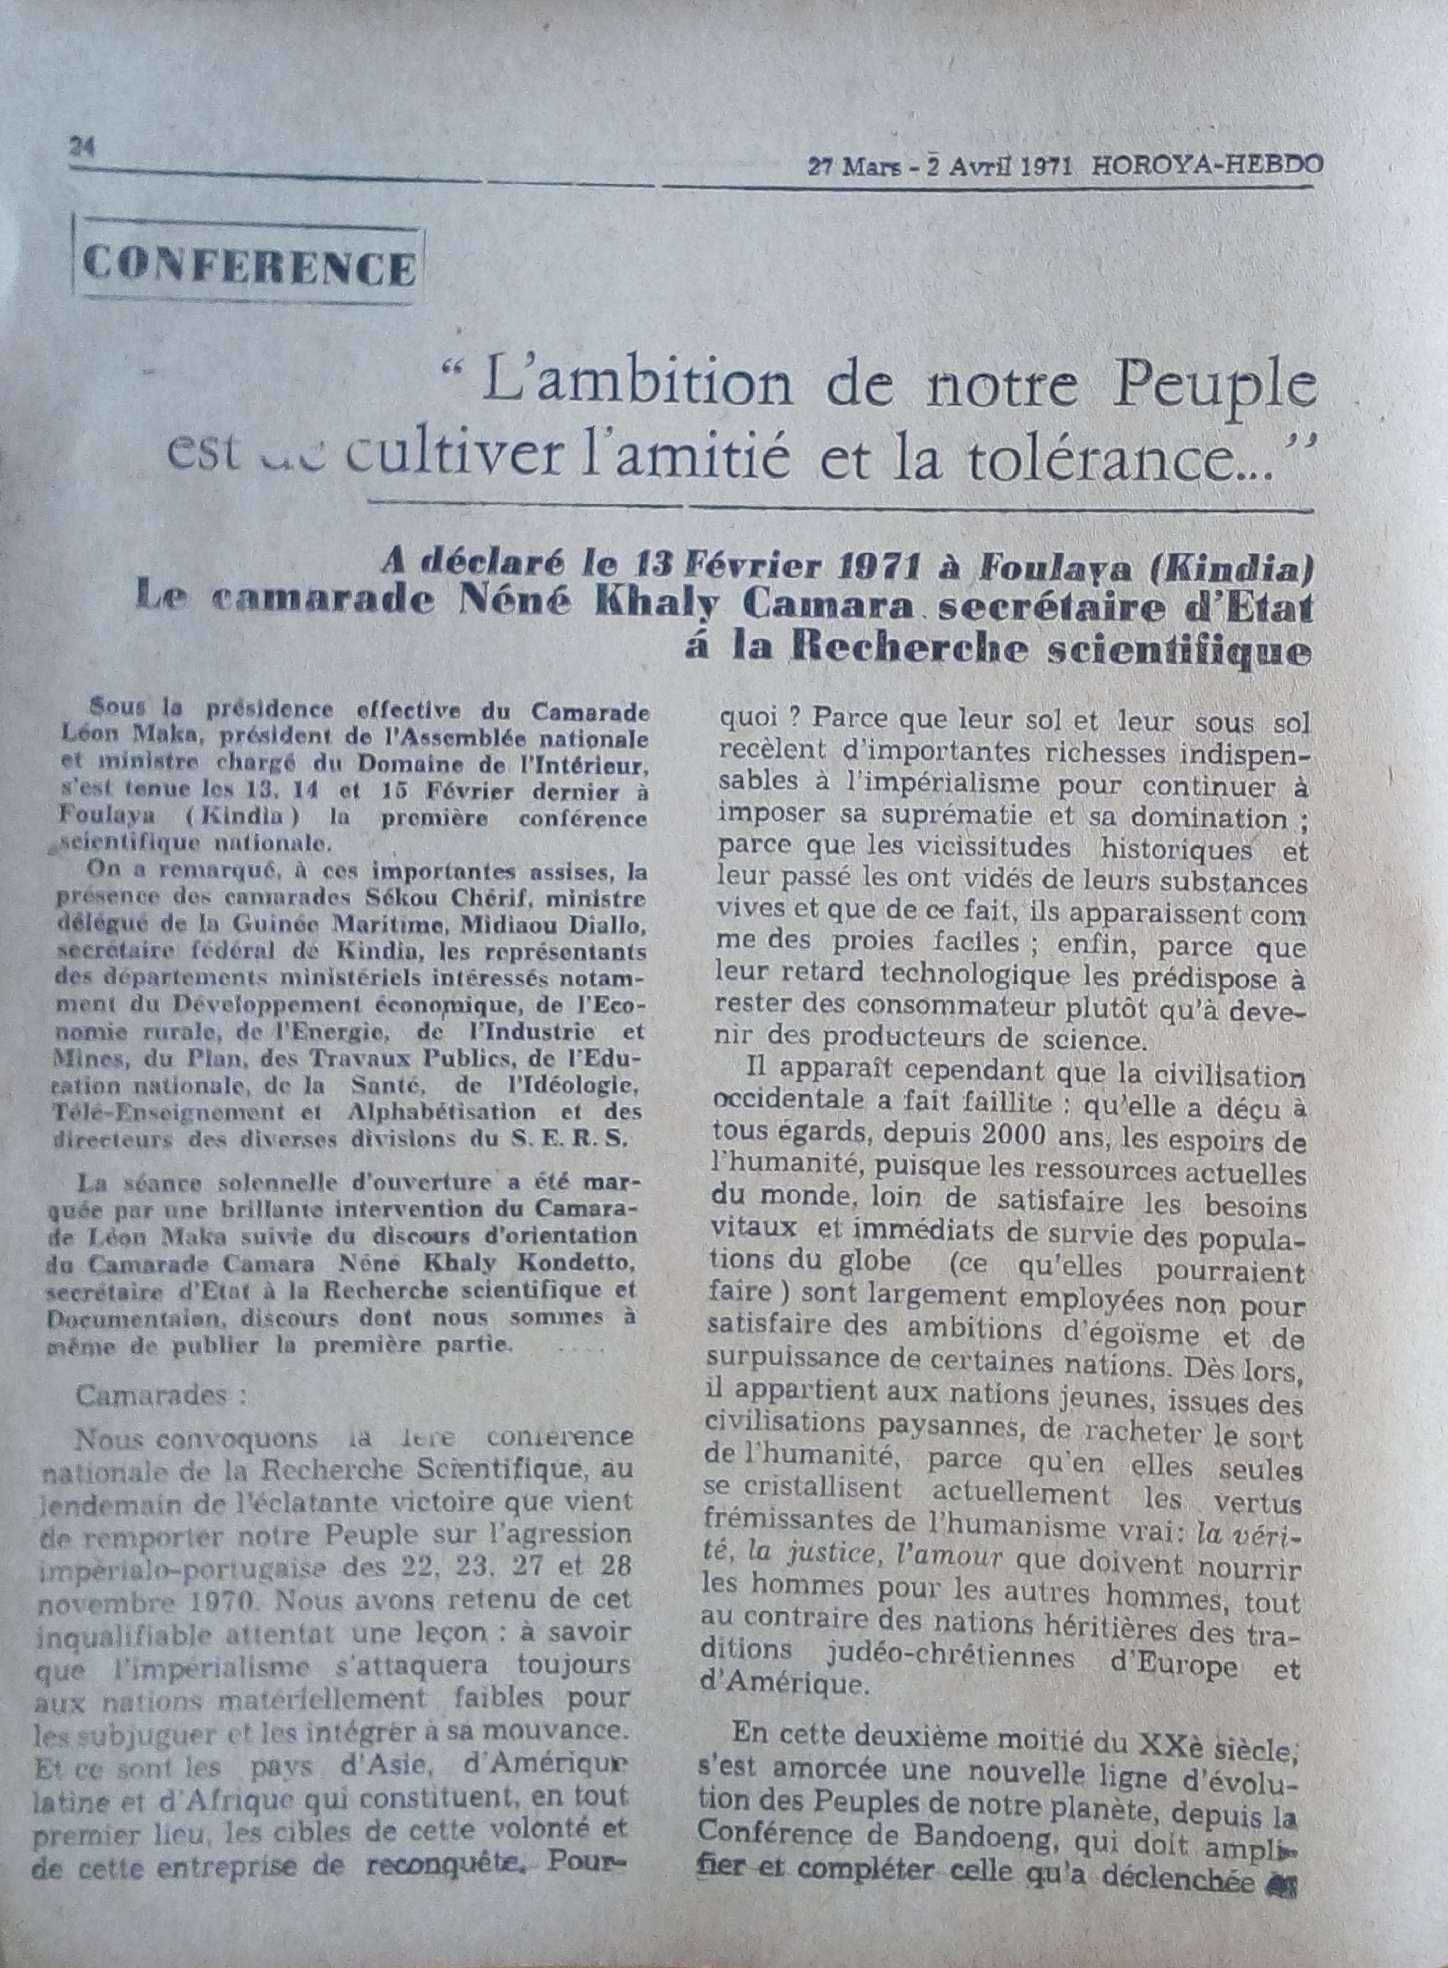 24
27 Mars - 2 Avril 1971 HOROYA-HEBDO
CONFERENCE
“ L'ambition de notre Peuple
est de cultiver l'amitié et la tolérance...”
A déclaré le 13 Février 1971 à Foulaya (Kindia)
Le camarade Néné Khaly Camara secrétaire d'Etat
á la Recherche scientifique
Sous la présidence effective du Camarade
Léon Maka, président de l'Assemblée nationale
et ministre chargé du Domaine de l'Intérieur,
s'est tenue les 13, 14 et 15 Février dernier à
Foulaya (Kindia) la première conférence
scientifique nationale.
On a remarqué, à ces importantes assises, la
présence des camarades Sékou Chérif, ministre
délégué de la Guinée Maritime, Midiaou Diallo,
secrétaire fédéral de Kindia, les représentants
des départements ministériels intéressés notam-
ment du Développement économique, de l'Eco-
nomie rurale, de l'Energie, de l'Industrie et
Mines, du Plan, des Travaux Publics, de l'Edu-
cation nationale, de la Santé, de l'Idéologie,
Télé-Enseignement et Alphabétisation et des
directeurs des diverses divisions du S. E. R. S.
La séance solennelle d'ouverture a été mar-
quée par une brillante intervention du Camara-
de Léon Maka suivie du discours d'orientation
du Camarade Camara Néné Khaly Kondetto,
secrétaire d'Etat à la Recherche scientifique et
Documentaion, discours dont nous sommes à
même de publier la première partie.
Camarades :
Nous convoquons la 1ere conférence
nationale de la Recherche Scientifique, au
lendemain de l'éclatante victoire que vient
de remporter notre Peuple sur l'agression
impérialo-portugaise des 22, 23, 27 et 28
novembre 1970. Nous avons retenu de cet
inqualifiable attentat une leçon : à savoir
que l'impérialisme s'attaquera toujours
aux nations matériellement faibles pour
les subjuguer et les intégrer à sa mouvance.
Et ce sont les pays d'Asie, d'Amérique
latine et d'Afrique qui constituent, en tout
premier lieu, les cibles de cette volonté et
de cette entreprise de reconquête. Pour-
quoi ? Parce que leur sol et leur sous sol
recèlent d'importantes richesses indispen-
sables à l'impérialisme pour continuer à
imposer sa suprématie et sa domination ;
parce que les vicissitudes historiques et
leur passé les ont vidés de leurs substances
vives et que de ce fait, ils apparaissent com
me des proies faciles ; enfin, parce que
leur retard technologique les prédispose à
rester des consommateur plutôt qu'à deve-
nir des producteurs de science.
Il apparaît cependant que la civilisation
occidentale a fait faillite : qu'elle a déçu à
tous égards, depuis 2000 ans, les espoirs de
l'humanité, puisque les ressources actuelles
du monde, loin de satisfaire les besoins
vitaux et immédiats de survie des popula-
tions du globe (ce qu'elles pourraient
faire ) sont largement employées non pour
satisfaire des ambitions d'égoïsme et de
surpuissance de certaines nations. Dès lors,
il appartient aux nations jeunes, issues des
civilisations paysannes, de racheter le sort
de l'humanité, parce qu'en elles seules
se cristallisent actuellement les vertus
frémissantes de l'humanisme vrai: la véri-
té, la justice, l'amour que doivent nourrir
les hommes pour les autres hommes, tout
au contraire des nations héritières des tra-
ditions judéo-chrétiennes d'Europe et
d'Amérique.
En cette deuxième moitié du XXè siècle,
s'est amorcée une nouvelle ligne d'évolu-
tion des Peuples de notre planète, depuis la
Conférence de Bandoeng, qui doit ampli-
fier et compléter celle qu'a déclenchée